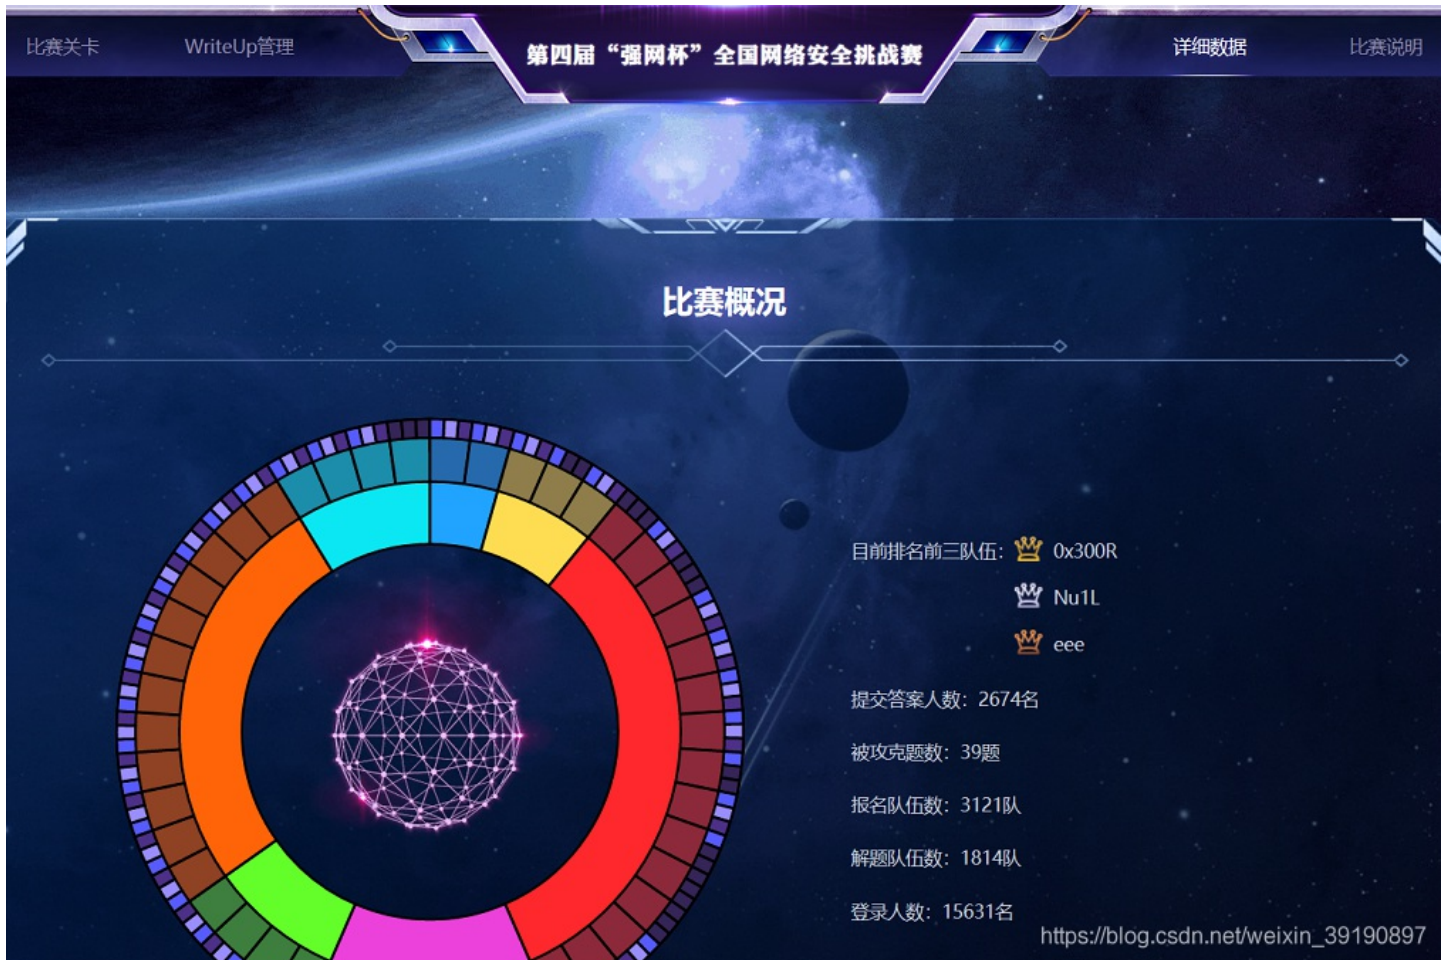 比赛关卡
WriteUp管理
第四届“强网杯”全国网络安全挑战赛
详细数据
比赛说明
比赛概况
目前排名前三队伍： 0x300R
Nu1L
eee
提交答案人数：2674名
被攻克题数：39题
报名队伍数：3121队
解题队伍数：1814队
登录人数：15631名
https://blog.csdn.net/weixin_39190897